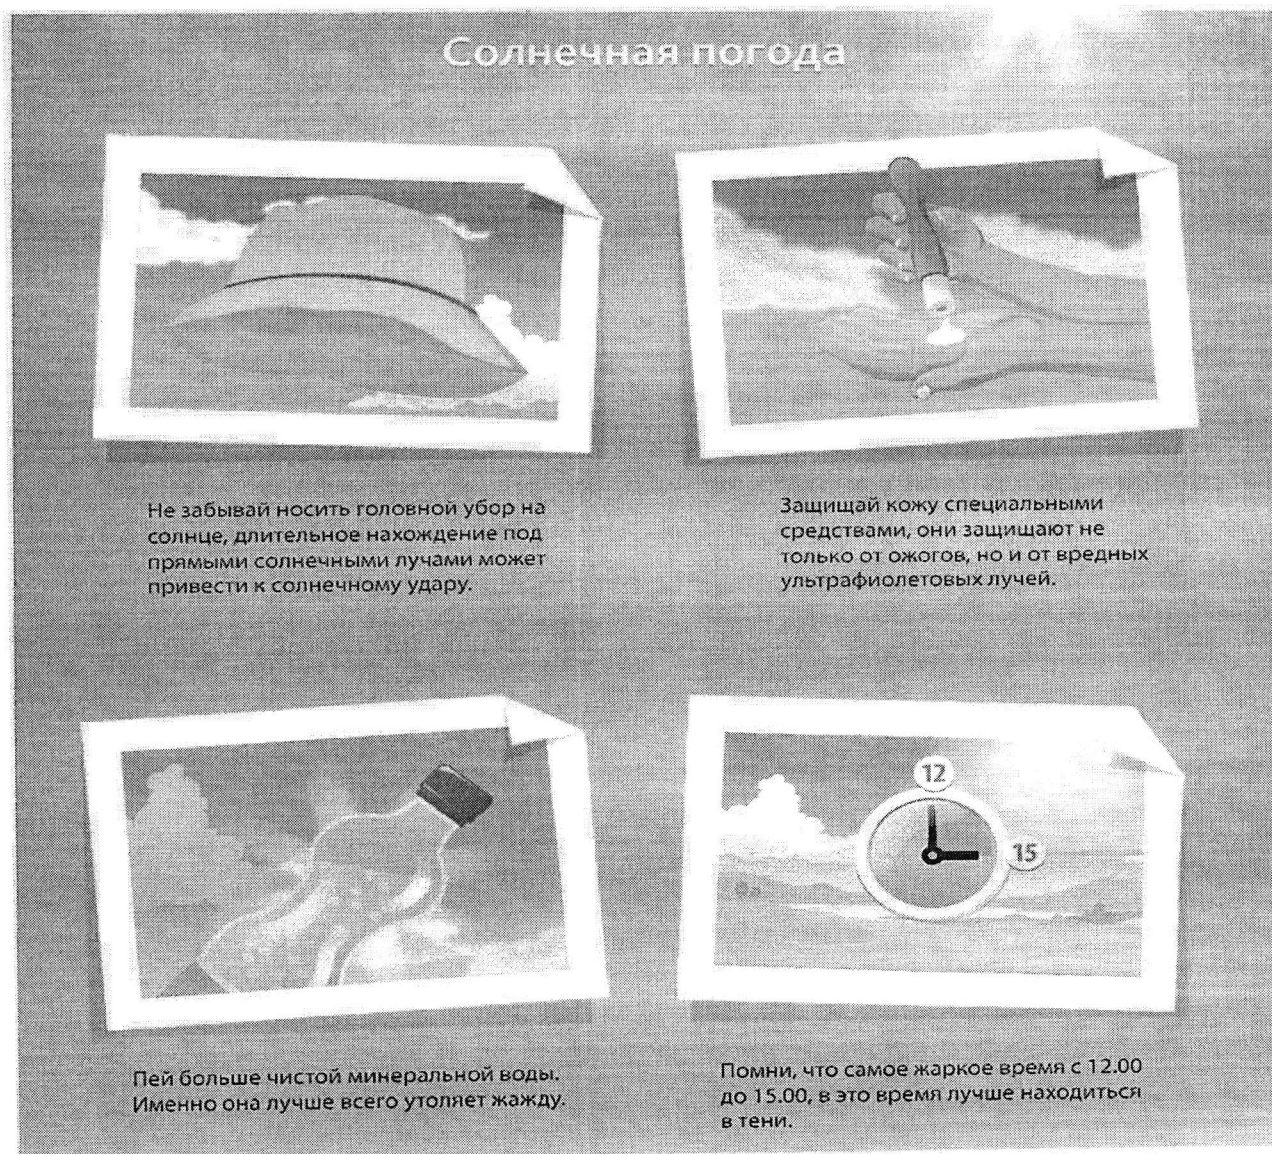 Солнечная погода
Не забывай носить головной убор на
солнце, длительное нахождение под
прямыми солнечными лучами может
привести к солнечному удару.
Защищай кожу специальными
средствами, они защищают не
только от ожогов, но и от вредных
ультрафиолетовых лучей.
12
15
Пей больше чистой минеральной воды.
Именно она лучше всего утоляет жажду.
Помни, что самое жаркое время с 12.00
до 15.00, в это время лучше находиться
в тени.